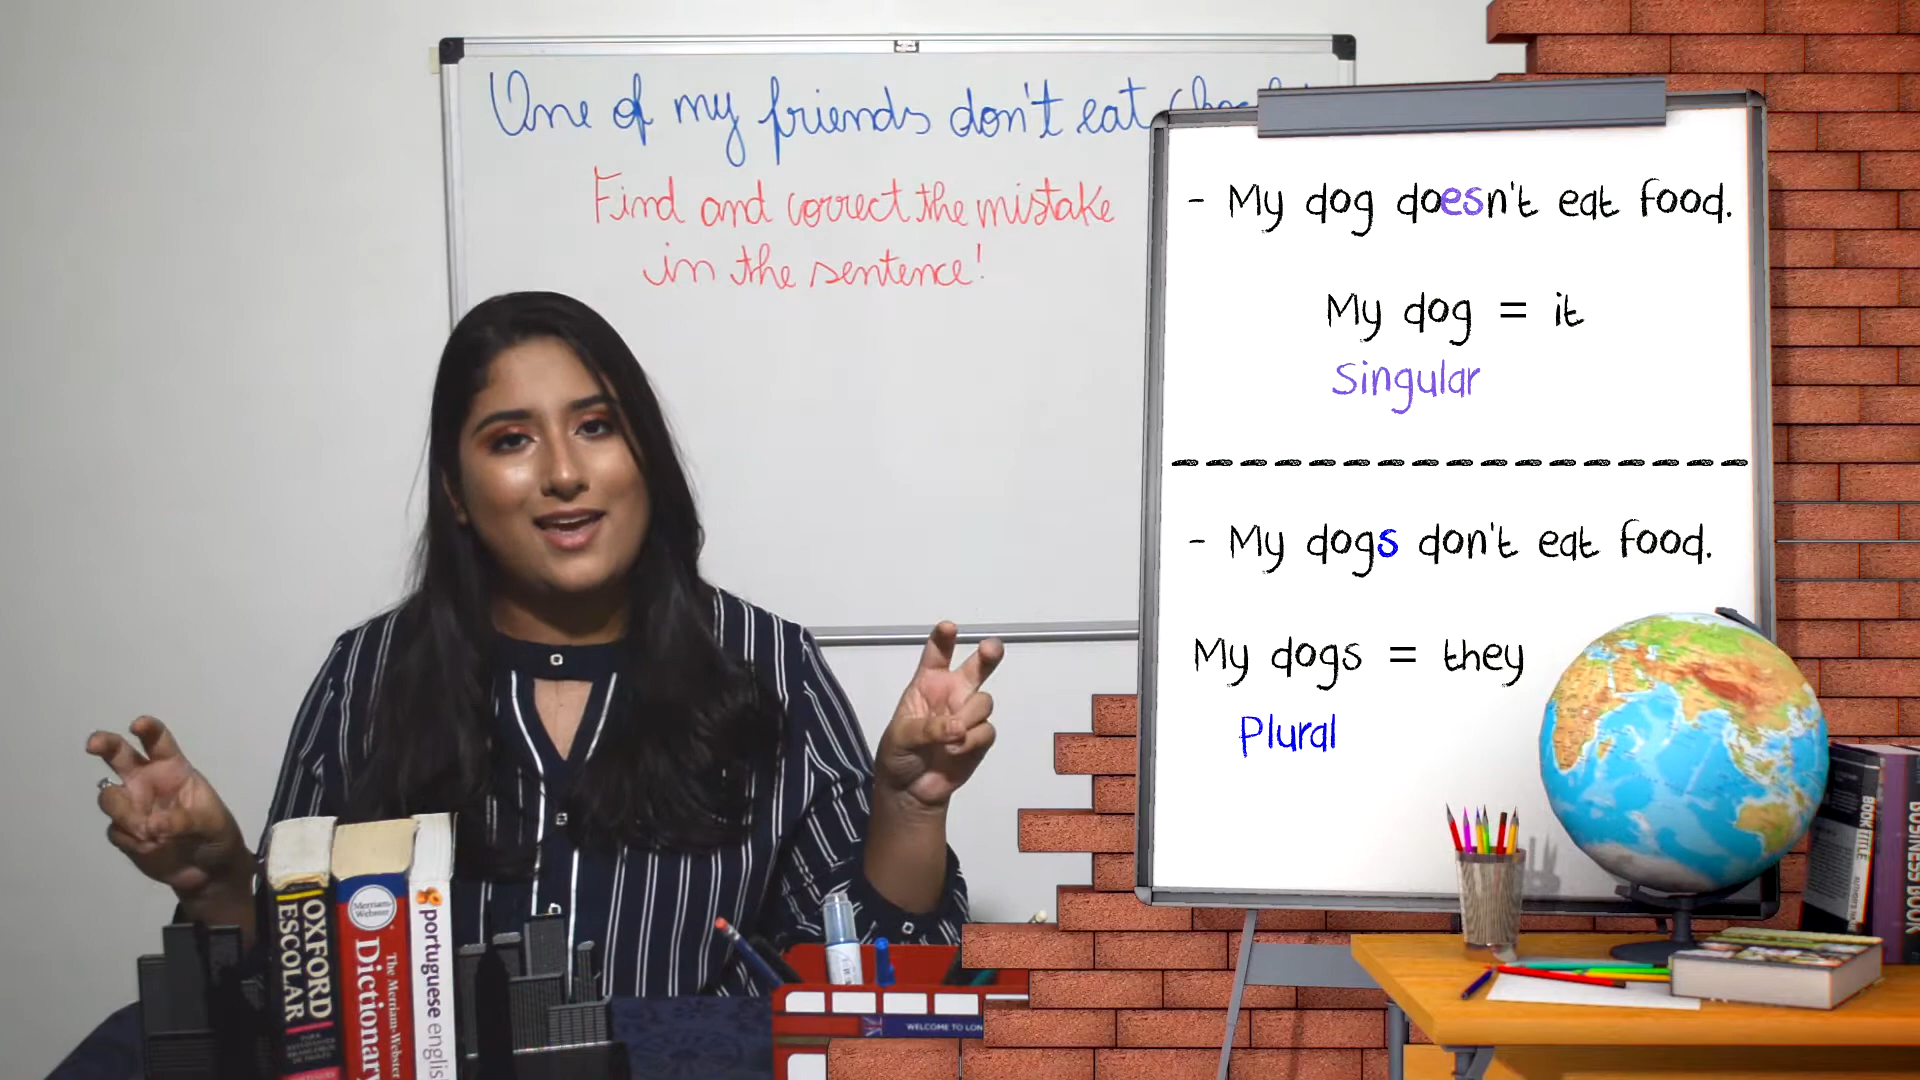 One of my friends don't eat
Find and correct the mistake
in the sentence!
- My dog doesn't eat food.
My dog = it
Singular
- My dogs don't eat food.
My dogs = they
Plural
OXFORD
ESCOLAR
Merriam-
Webster
The Merriam-Webster
Dictionary
portuguese english
WELCOME TO LON
BOOK TITLE
BUSINESS BOOK